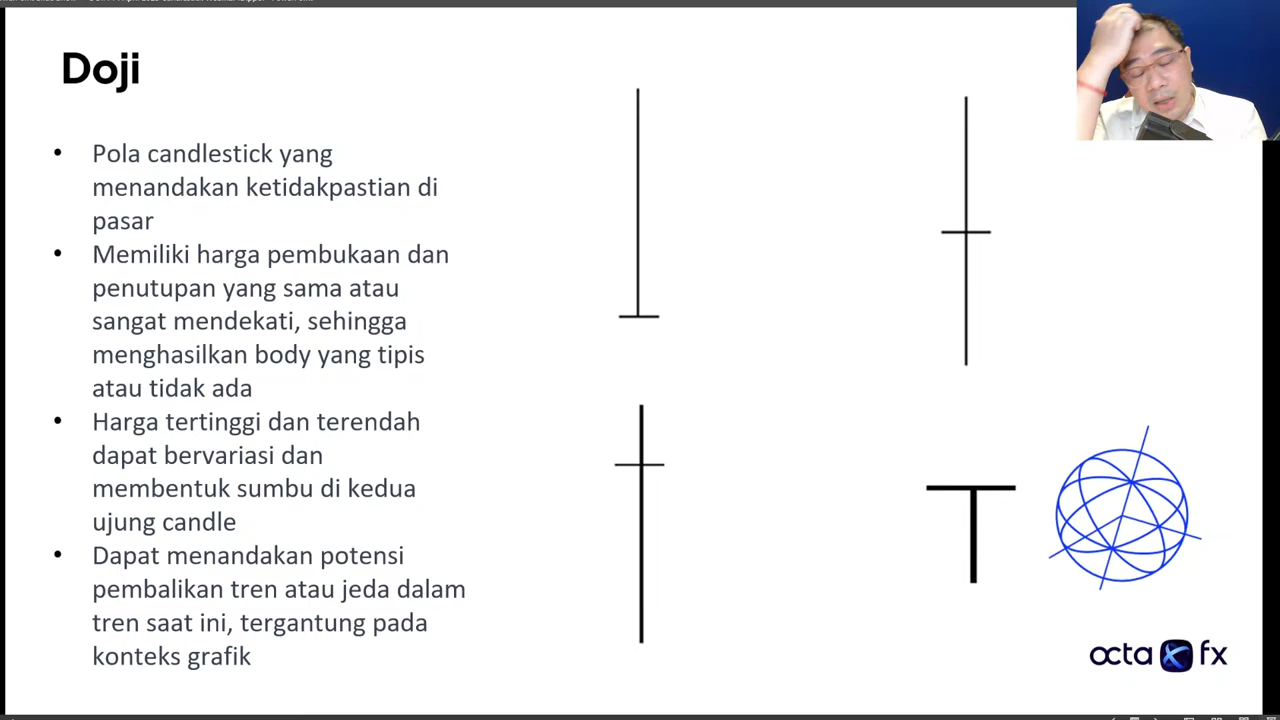 Doji
• Pola candlestick yang
menandakan ketidakpastian di
pasar
• Memiliki harga pembukaan dan
penutupan yang sama atau
sangat mendekati, sehingga
menghasilkan body yang tipis
atau tidak ada
• Harga tertinggi dan terendah
dapat bervariasi dan
membentuk sumbu di kedua
ujung candle
• Dapat menandakan potensi
pembalikan tren atau jeda dalam
tren saat ini, tergantung pada
konteks grafik
octa fx